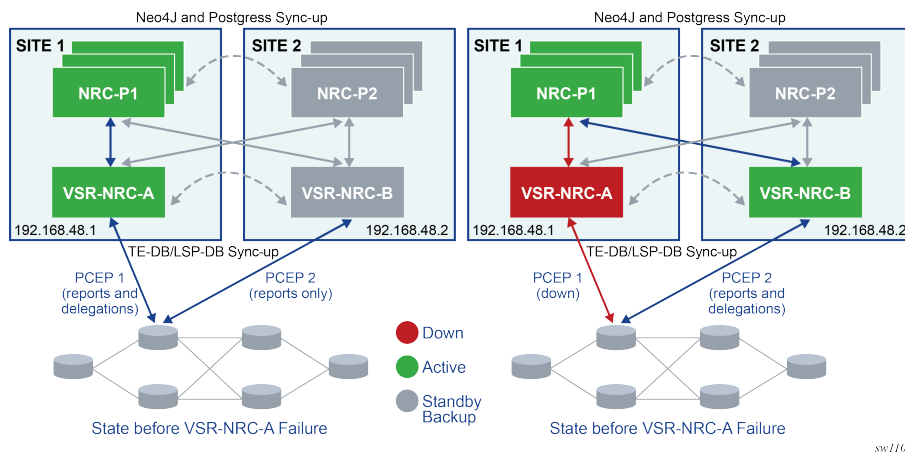 Neo4J and Postgress Sync-up
SITE 1
SITE 2
NRC-P1
NRC-P2
VSR-NRC-A
VSR-NRC-B
192.168.48.1
192.168.48.2
TE-DB/LSP-DB Sync-up
PCEP 1
(reports and
delegations)
PCEP 2
(reports only)
State before VSR-NRC-A Failure
Down
Active
Standby
Backup
Neo4J and Postgress Sync-up
SITE 1
SITE 2
NRC-P1
NRC-P2
VSR-NRC-A
VSR-NRC-B
192.168.48.1
192.168.48.2
TE-DB/LSP-DB Sync-up
PCEP 1
(down)
PCEP 2
(reports and
delegations)
State before VSR-NRC-A Failure